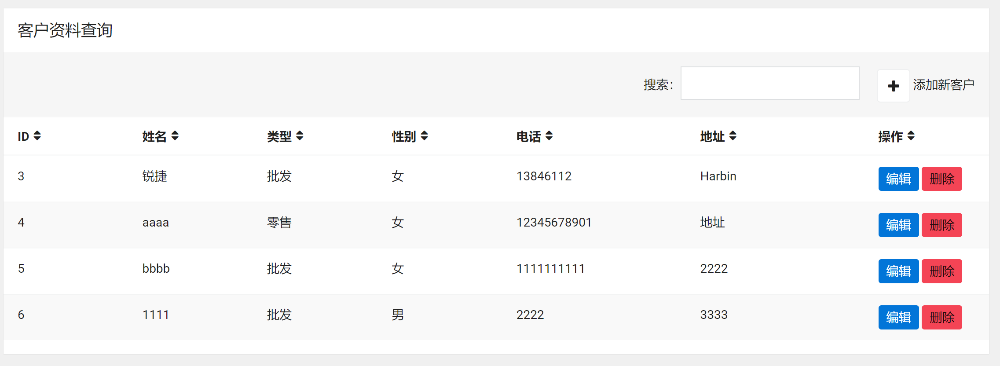 客户资料查询
搜索： 添加新客户
ID 姓名 类型 性别 电话 地址 操作
3 锐捷 批发 女 13846112 Harbin 编辑 删除
4 aaaa 零售 女 12345678901 地址 编辑 删除
5 bbbb 批发 女 1111111111 2222 编辑 删除
6 1111 批发 男 2222 3333 编辑 删除